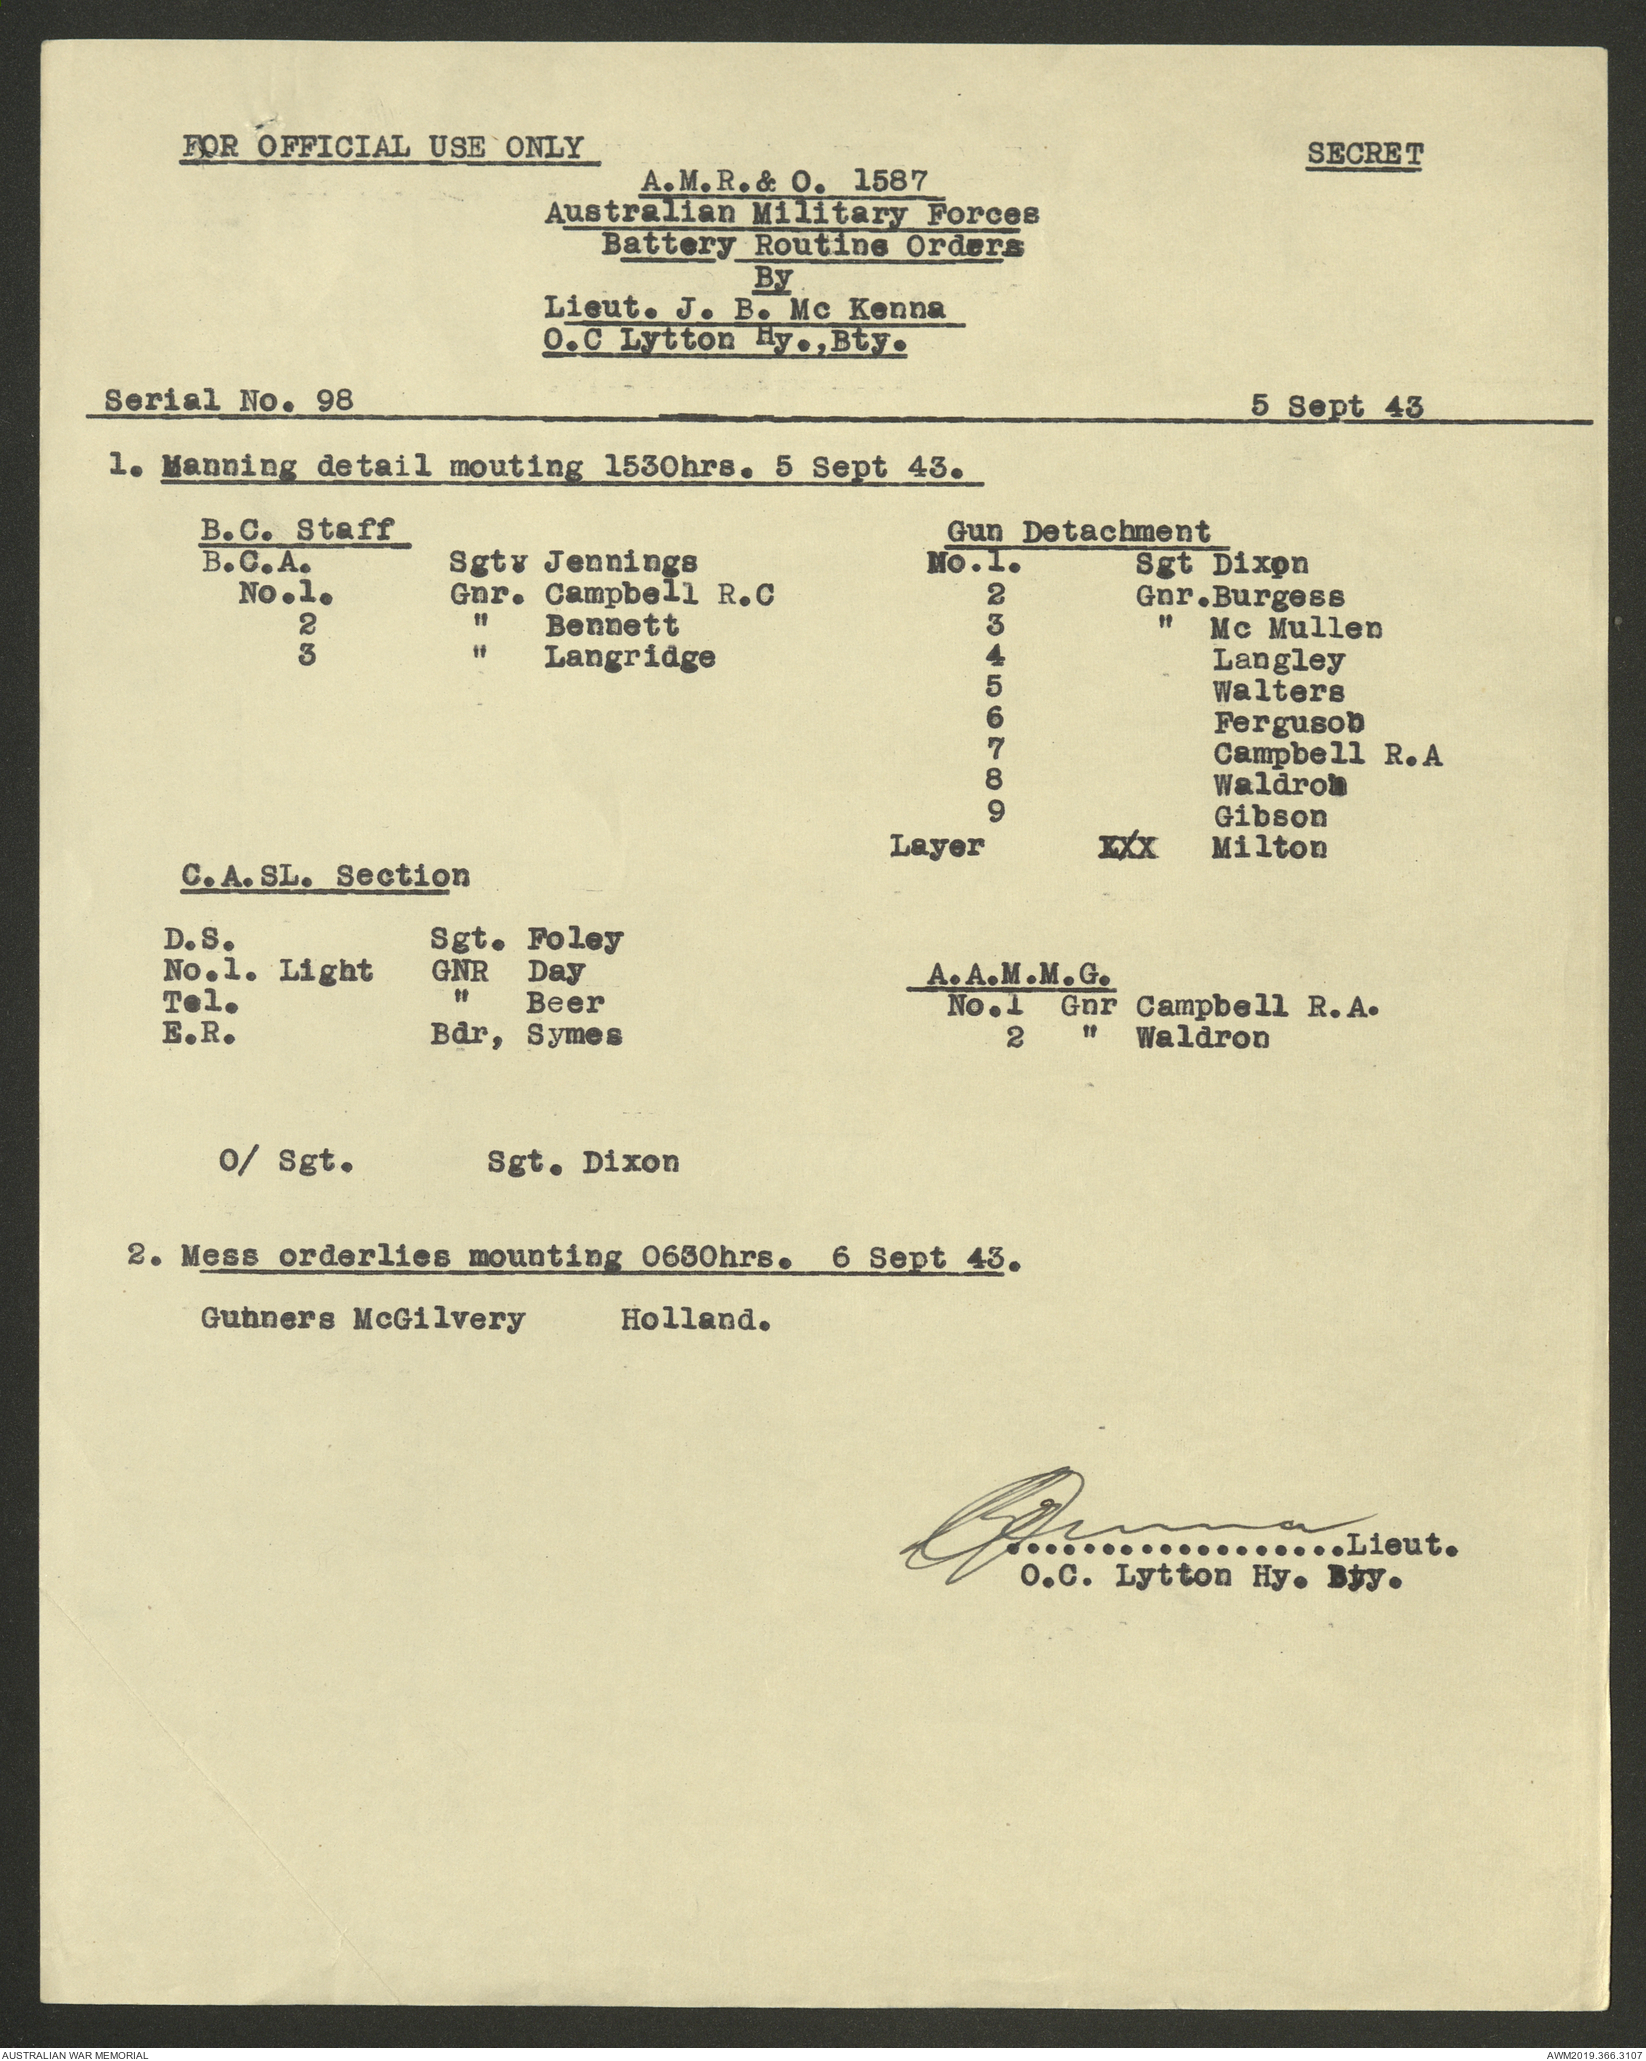 FOR OFFICIAL USE ONLY
SECRET
A.M.R.& O. 1587
Australian Military Forces
Battery Routine Orders
By
Lieut. J. B. Mc Kenna
O.C Lytton Hy.,Bty.
Serial No. 98
5 Sept 43
1. Manning detail mouting 1530hrs. 5 Sept 43.
B.C. Staff
B.C.A. Sgtv Jennings
No.1. Gnr. Campbell R.C
2 " Bennett
3 " Langridge
Gun Detachment
No.1. Sgt Dixon
2 Gnr.Burgess
3 " Mc Mullen
4 Langley
5 Walters
6 Ferguson
7 Campbell R.A
8 Waldron
9 Gibson
Layer Milton
C.A.SL. Section
D.S. Sgt. Foley
No.1. Light GNR Day
Tel. " Beer
E.R. Bdr, Symes
A.A.M.M.G.
No.1 Gnr Campbell R.A.
2 " Waldron
O/ Sgt. Sgt. Dixon
2. Mess orderlies mounting 0630hrs. 6 Sept 43.
Gunners McGilvery Holland.
..................Lieut.
O.C. Lytton Hy. Bty.
AUSTRALIAN WAR MEMORIAL
AWM2019.366.3107